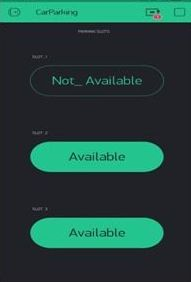 CarParking
PARKING SLOTS
SLOT 1
Not_ Available
SLOT 2
Available
SLOT 3
Available